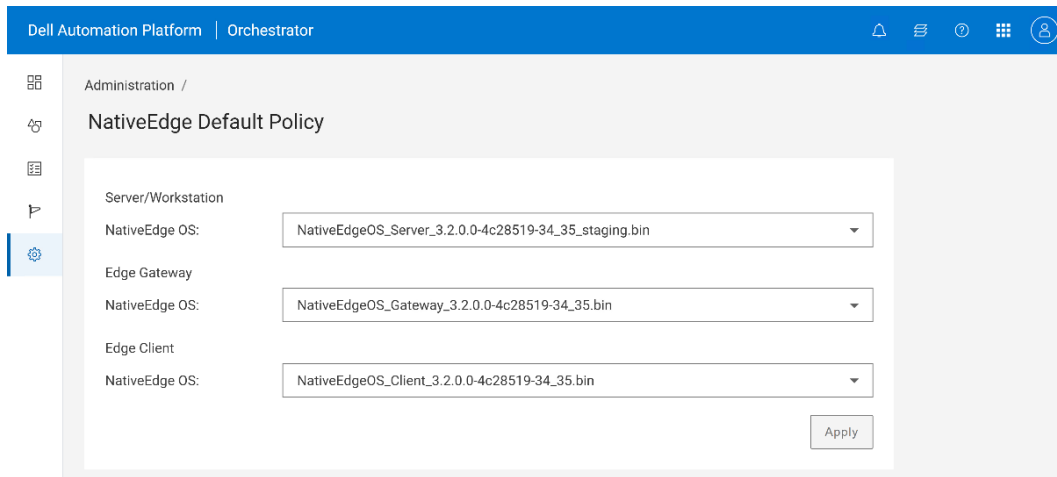 Dell Automation Platform | Orchestrator
Administration /
NativeEdge Default Policy
Server/Workstation
NativeEdge OS: NativeEdgeOS_Server_3.2.0.0-4c28519-34_35_staging.bin
Edge Gateway
NativeEdge OS: NativeEdgeOS_Gateway_3.2.0.0-4c28519-34_35.bin
Edge Client
NativeEdge OS: NativeEdgeOS_Client_3.2.0.0-4c28519-34_35.bin
Apply